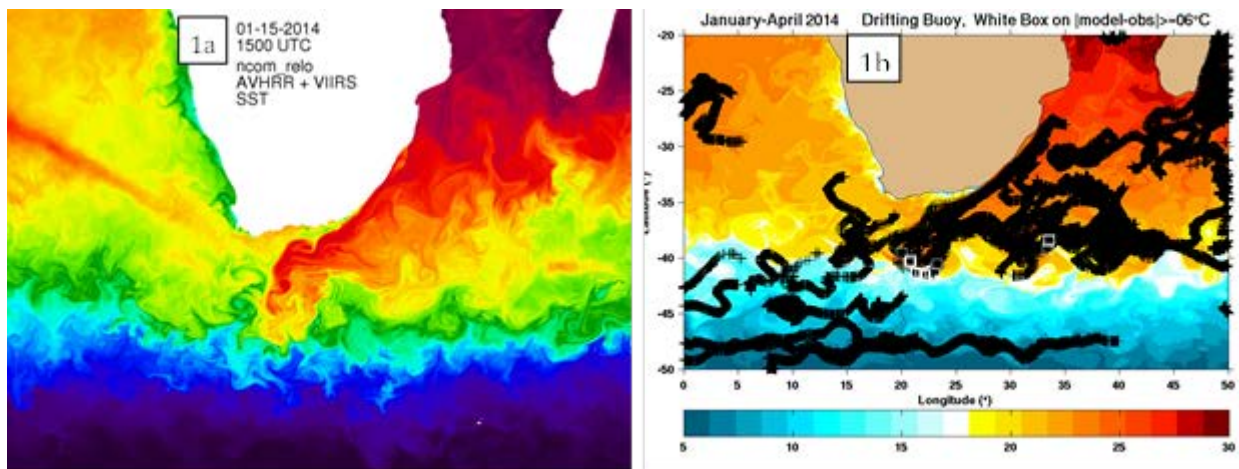 1a
01-15-2014
1500 UTC
ncom_relo
AVHRR + VIIRS
SST
January-April 2014 Drifting Buoy, White Box on |model-obs|>=06°C
1b
-20
-25
-30
-35
-40
-45
-50
Latitude (°)
0 5 10 15 20 25 30 35 40 45 50
Longitude (°)
5 10 15 20 25 30